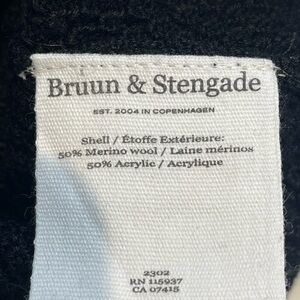 Bruun & Stengade
EST. 2004 IN COPENHAGEN
Shell / Étoffe Extérieure:
50% Merino wool / Laine mérinos
50% Acrylic / Acrylique
2302
RN 115937
CA 07415